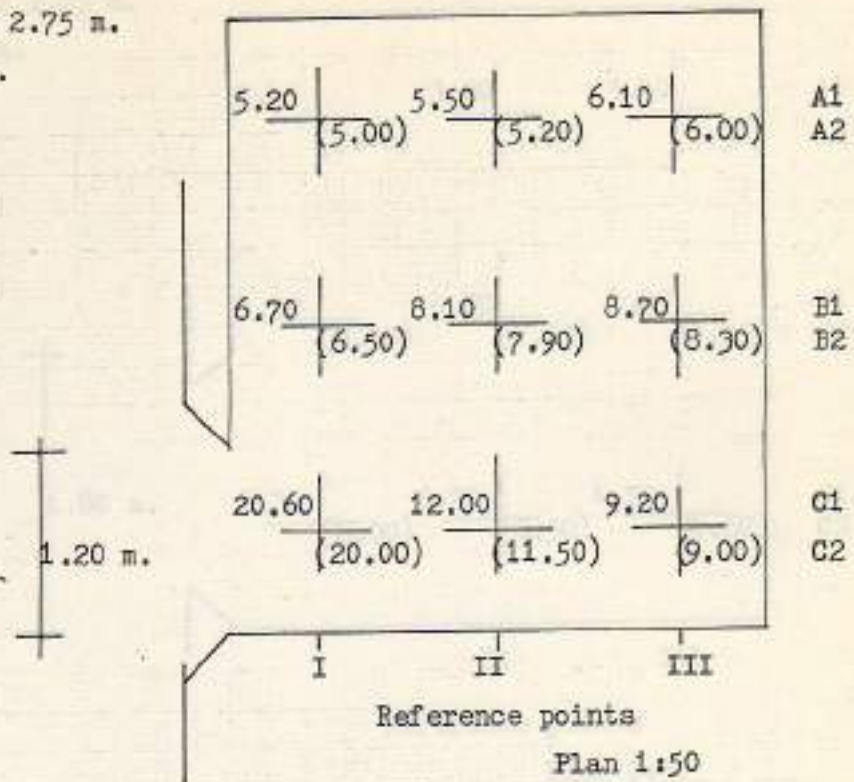 2.75 m.
5.20 5.50 6.10 A1
(5.00) (5.20) (6.00) A2
6.70 8.10 8.70 B1
(6.50) (7.90) (8.30) B2
20.60 12.00 9.20 C1
1.20 m. (20.00) (11.50) (9.00) C2
I II III
Reference points
Plan 1:50